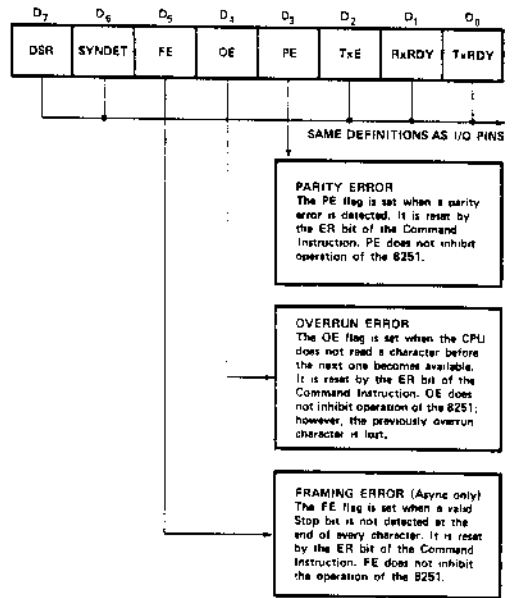 D7 D6 D5 D4 D3 D2 D1 D0
DSR SYNDET FE OE PE TxE RxRDY TxRDY
SAME DEFINITIONS AS I/O PINS
PARITY ERROR
The PE flag is set when a parity
error is detected. It is reset by
the ER bit of the Command
Instruction. PE does not inhibit
operation of the 8251.
OVERRUN ERROR
The OE flag is set when the CPU
does not read a character before
the next one becomes available.
It is reset by the ER bit of the
Command Instruction. OE does
not inhibit operation of the 8251;
however, the previously overrun
character is lost.
FRAMING ERROR (Async only)
The FE flag is set when a valid
Stop bit is not detected at the
end of every character. It is reset
by the ER bit of the Command
Instruction. FE does not inhibit
the operation of the 8251.